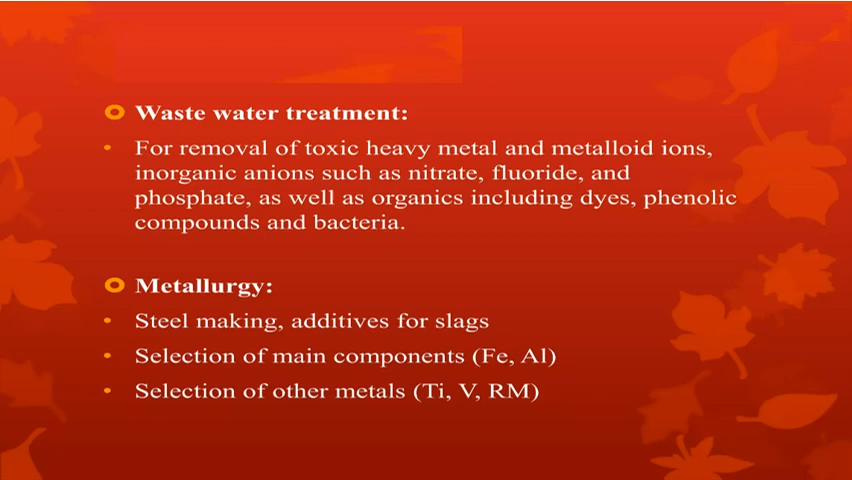 Waste water treatment:
For removal of toxic heavy metal and metalloid ions,
inorganic anions such as nitrate, fluoride, and
phosphate, as well as organics including dyes, phenolic
compounds and bacteria.
Metallurgy:
Steel making, additives for slags
Selection of main components (Fe, Al)
Selection of other metals (Ti, V, RM)